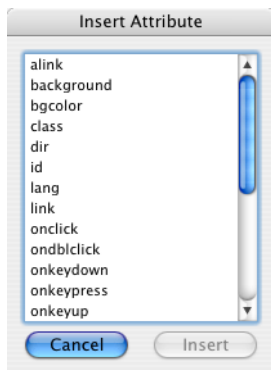 Insert Attribute
alink
background
bgcolor
class
dir
id
lang
link
onclick
ondblclick
onkeydown
onkeypress
onkeyup
Cancel
Insert